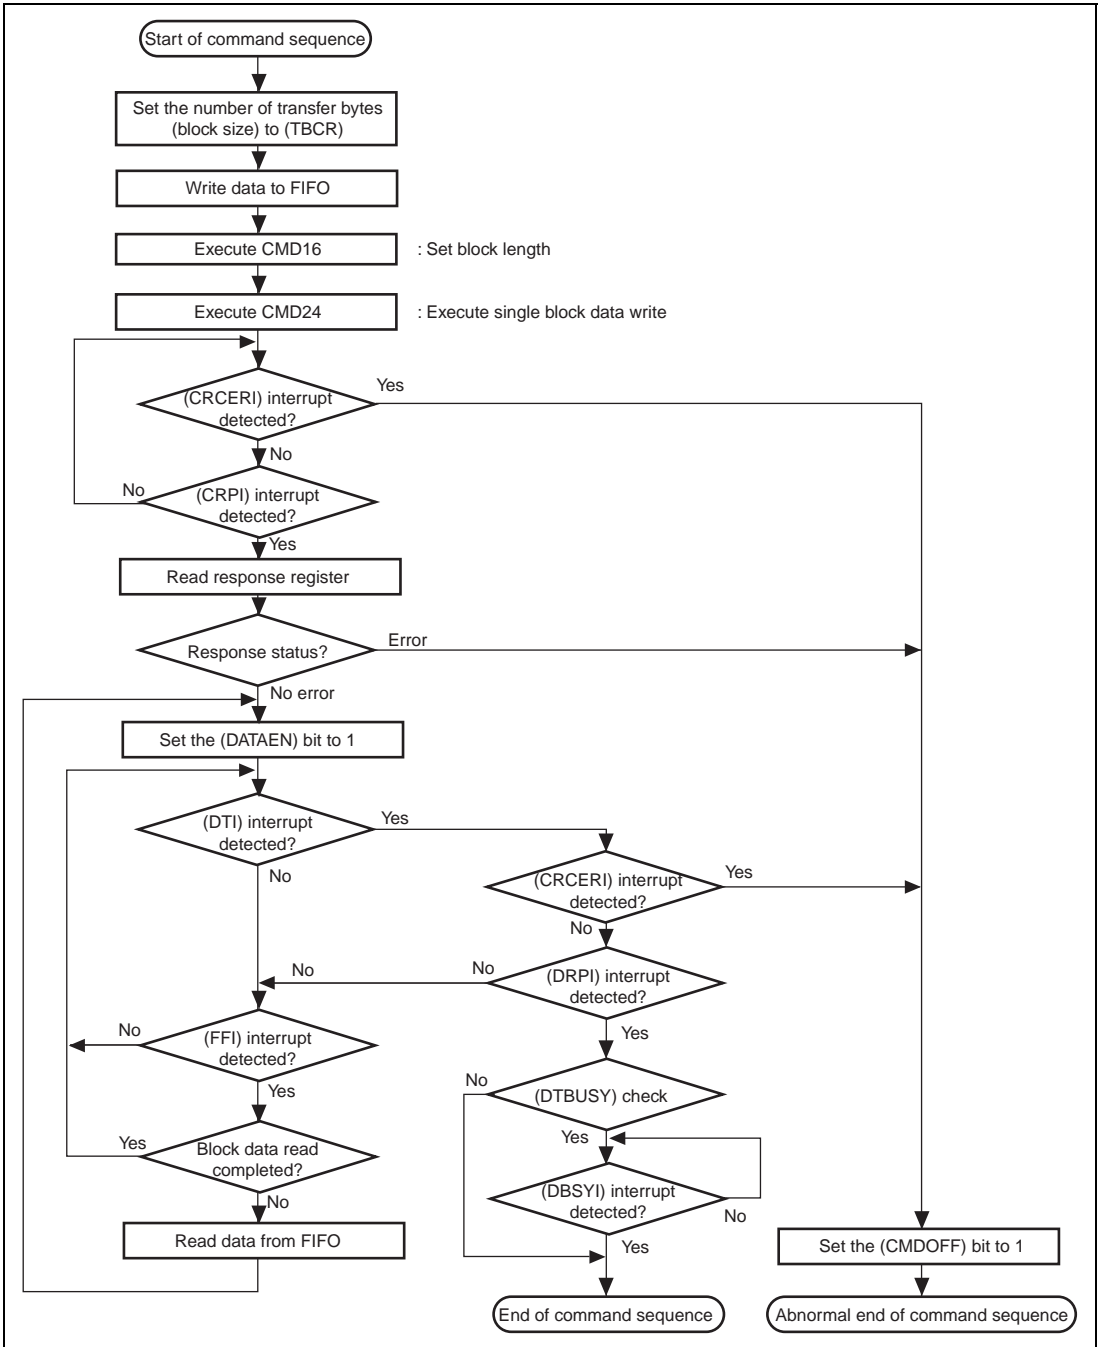 Start of command sequence
Set the number of transfer bytes
(block size) to (TBCR)
Write data to FIFO
Execute CMD16
: Set block length
Execute CMD24
: Execute single block data write
(CRCERI) interrupt
detected?
Yes
No
(CRPI) interrupt
detected?
No
Yes
Read response register
Response status?
Error
No error
Set the (DATAEN) bit to 1
(DTI) interrupt
detected?
Yes
No
(CRCERI) interrupt
detected?
Yes
No
(DRPI) interrupt
detected?
No
No
Yes
(FFI) interrupt
detected?
No
Yes
(DTBUSY) check
No
Yes
Block data read
completed?
Yes
No
(DBSYI) interrupt
detected?
No
Yes
Read data from FIFO
Set the (CMDOFF) bit to 1
End of command sequence
Abnormal end of command sequence